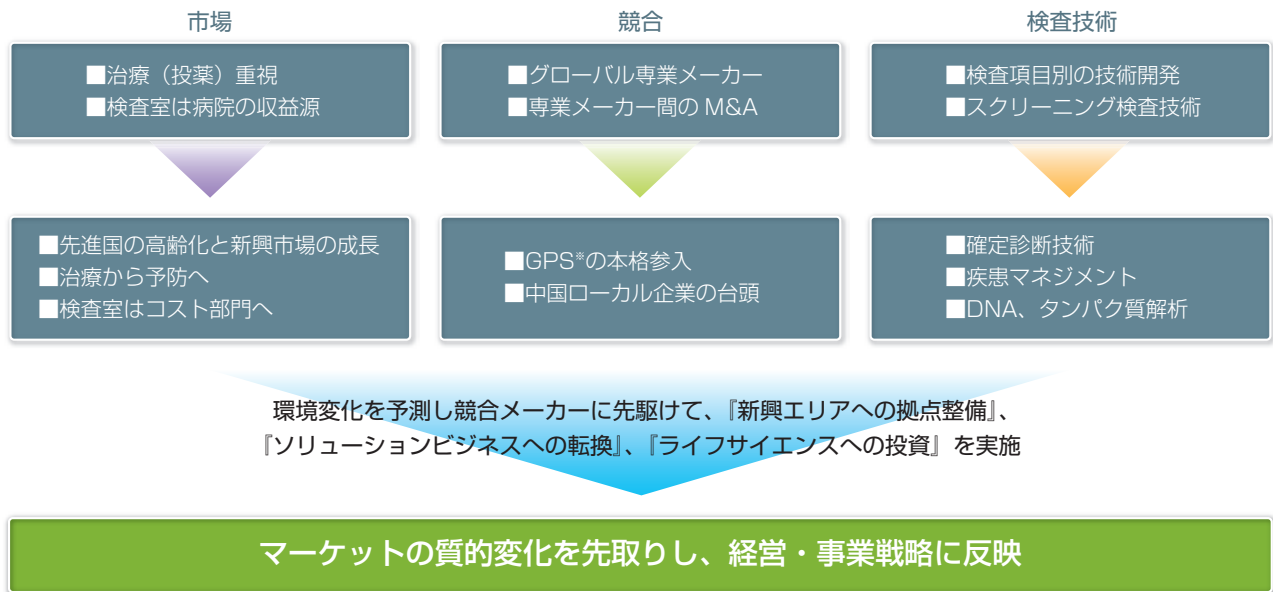 市場
■治療（投薬）重視
■検査室は病院の収益源
■先進国の高齢化と新興市場の成長
■治療から予防へ
■検査室はコスト部門へ
競合
■グローバル専業メーカー
■専業メーカー間の M&A
■GPS※の本格参入
■中国ローカル企業の台頭
検査技術
■検査項目別の技術開発
■スクリーニング検査技術
■確定診断技術
■疾患マネジメント
■DNA、タンパク質解析
環境変化を予測し競合メーカーに先駆けて、『新興エリアへの拠点整備』、
『ソリューションビジネスへの転換』、『ライフサイエンスへの投資』を実施
マーケットの質的変化を先取りし、経営・事業戦略に反映